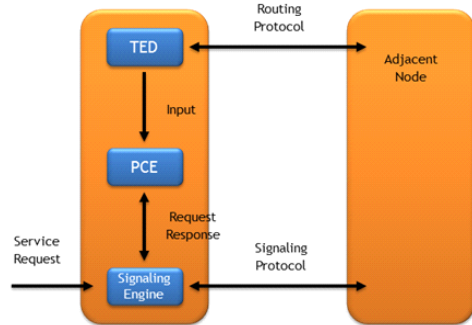 Routing
Protocol
TED
Adjacent
Node
Input
PCE
Request
Response
Service
Request
Signaling
Protocol
Signaling
Engine